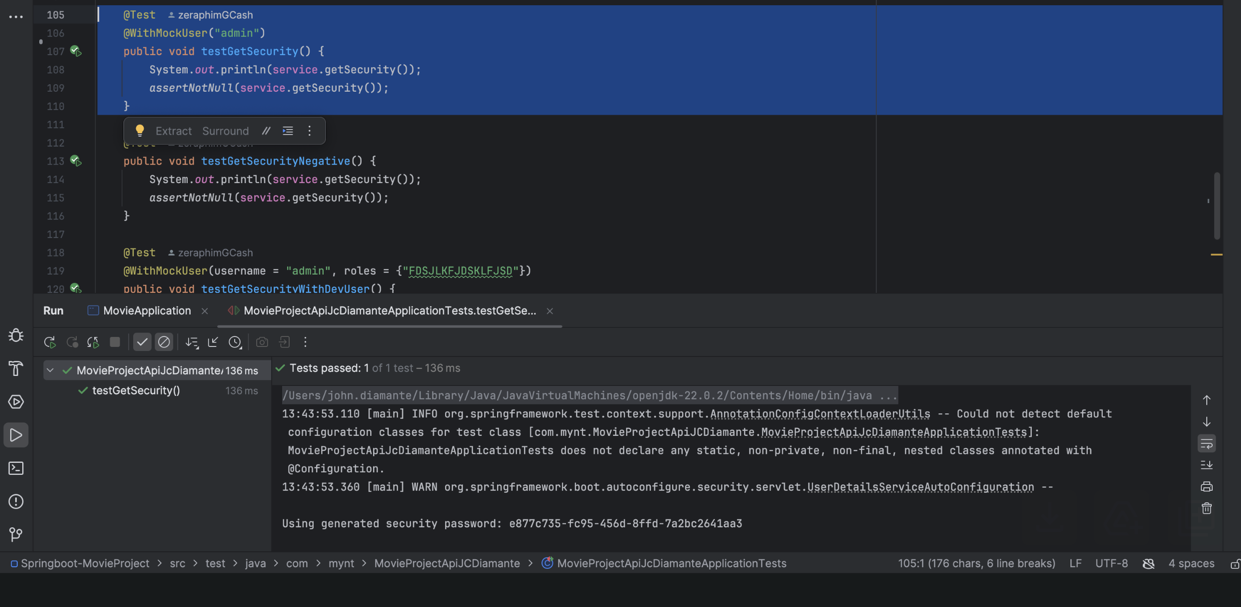 105 @Test zeraphimGCash
106 @WithMockUser("admin")
107 public void testGetSecurity() {
108 System.out.println(service.getSecurity());
109 assertNotNull(service.getSecurity());
110 }
111
Extract Surround //
112 @Test zeraphimGCash
113 public void testGetSecurityNegative() {
114 System.out.println(service.getSecurity());
115 assertNotNull(service.getSecurity());
116 }
117
118 @Test zeraphimGCash
119 @WithMockUser(username = "admin", roles = {"FDSJLKFJDSKLFJSD"})
120 public void testGetSecurityWithDevUser() {
Run MovieApplication MovieProjectApiJcDiamanteApplicationTests.testGetSe...
MovieProjectApiJcDiamante 136 ms
Tests passed: 1 of 1 test – 136 ms
testGetSecurity() 136 ms
/Users/john.diamante/Library/Java/JavaVirtualMachines/openjdk-22.0.2/Contents/Home/bin/java ...
13:43:53.110 [main] INFO org.springframework.test.context.support.AnnotationConfigContextLoaderUtils -- Could not detect default
configuration classes for test class [com.mynt.MovieProjectApiJCDiamante.MovieProjectApiJcDiamanteApplicationTests]:
MovieProjectApiJcDiamanteApplicationTests does not declare any static, non-private, non-final, nested classes annotated with
@Configuration.
13:43:53.360 [main] WARN org.springframework.boot.autoconfigure.security.servlet.UserDetailsServiceAutoConfiguration --
Using generated security password: e877c735-fc95-456d-8ffd-7a2bc2641aa3
Springboot-MovieProject > src > test > java > com > mynt > MovieProjectApiJCDiamante > MovieProjectApiJcDiamanteApplicationTests 105:1 (176 chars, 6 line breaks) LF UTF-8 4 spaces